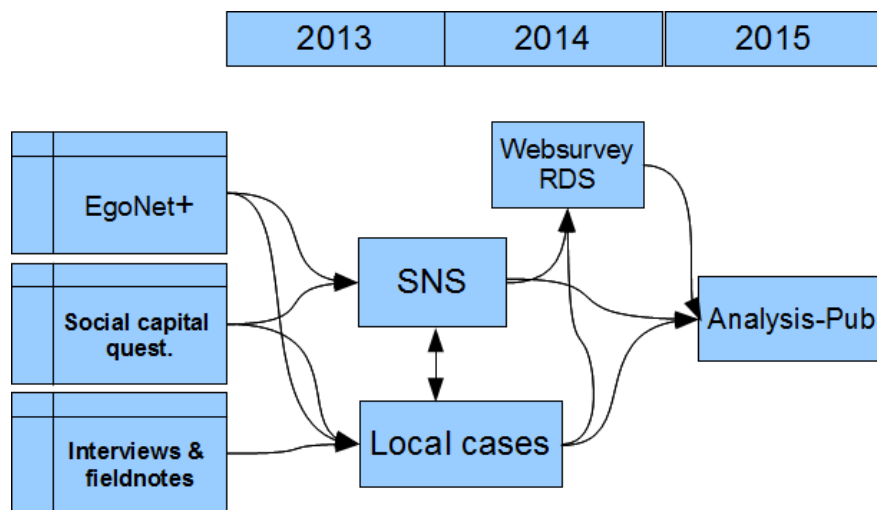 2013
2014
2015
Websurvey
RDS
EgoNet+
SNS
Social capital
quest.
Analysis-Pub
Local cases
Interviews &
fieldnotes